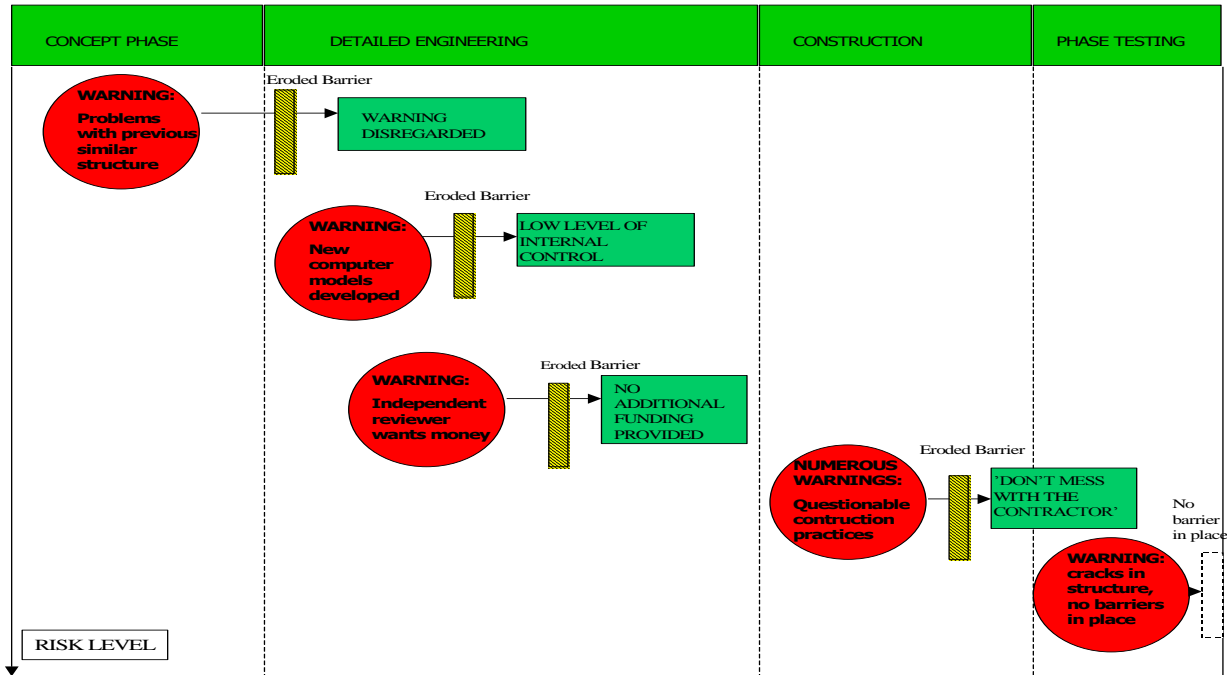 CONCEPT PHASE
DETAILED ENGINEERING
CONSTRUCTION
PHASE TESTING
Eroded Barrier
WARNING:
Problems
with previous
similar
structure
WARNING
DISREGARDED
Eroded Barrier
WARNING:
New
computer
models
developed
LOW LEVEL OF
INTERNAL
CONTROL
Eroded Barrier
WARNING:
Independent
reviewer
wants money
NO
ADDITIONAL
FUNDING
PROVIDED
Eroded Barrier
NUMEROUS
WARNINGS:
Questionable
contruction
practices
'DON'T MESS
WITH THE
CONTRACTOR'
No
barrier
in place
WARNING:
cracks in
structure,
no barriers
in place
RISK LEVEL